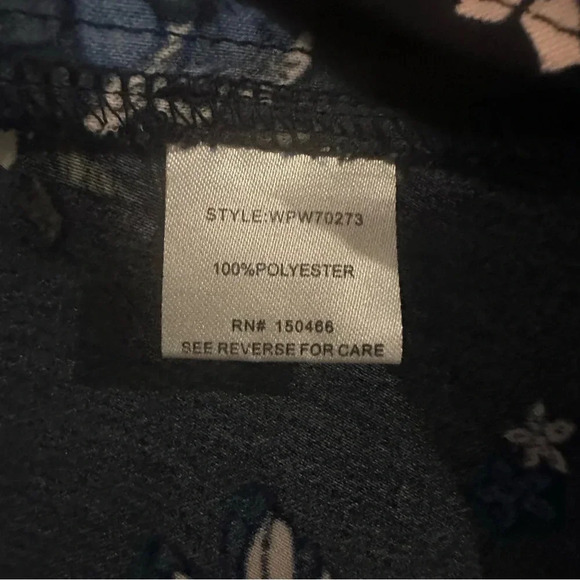 STYLE:WPW70273
100%POLYESTER
RN# 150466
SEE REVERSE FOR CARE